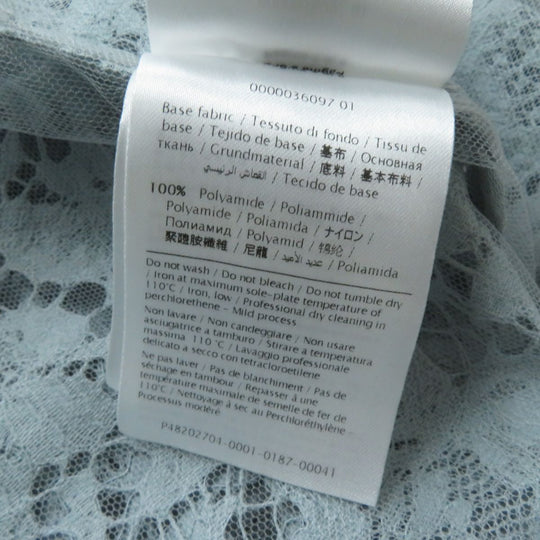 0000036097 01
Base fabric / Tessuto di fondo / Tissu de
base / Tejido de base / 基布 / Основная
ткань / Grundmaterial / 底料 / 基本布料 /
القماش الرئيسي / Tecido de base
100% Polyamide / Poliammide /
Polyamide / Poliamida / ナイロン /
Полиамид / Polyamid / 锦纶 /
聚醯胺纖維 / 尼龍 / عديد الأميد / Poliamida
Do not wash / Do not bleach / Do not tumble dry
/ Iron at maximum sole-plate temperature of
110°C / Iron, low / Professional dry cleaning in
perchlorethene - Mild process
Non lavare / Non candeggiare / Non usare
asciugatrice a tamburo / Stirare a temperatura
massima 110 °C / Lavaggio professionale
delicato a secco con tetracloroetilene
Ne pas laver / Pas de blanchiment / Pas de
séchage en tambour / Repasser à une
température maximale de semelle de fer de
110°C / Nettoyage à sec au Perchloréthylène -
Processus modéré
P48202704-0001-0187-00041